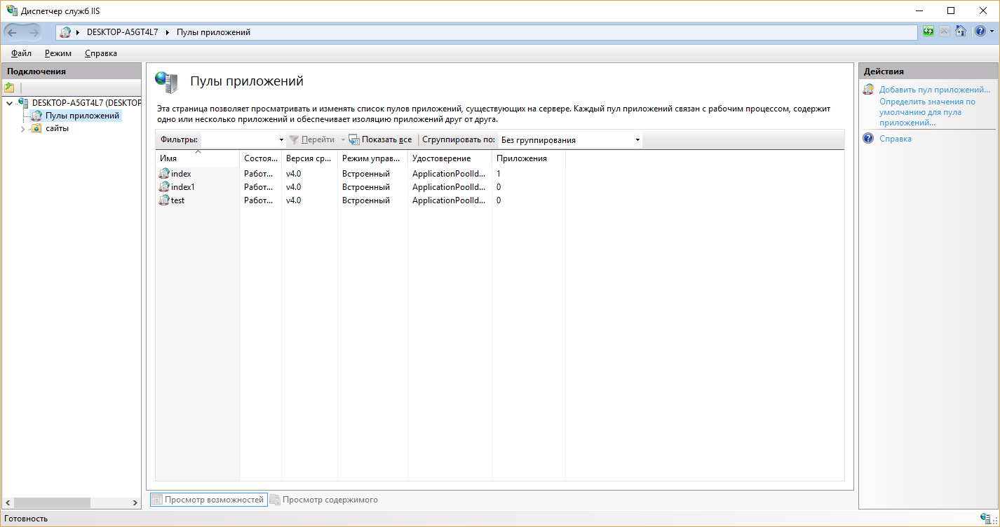 Диспетчер служб IIS
DESKTOP-A5GT4L7 Пулы приложений
Файл Режим Справка
Подключения
DESKTOP-A5GT4L7 (DESKTOP
Пулы приложений
сайты
Пулы приложений
Эта страница позволяет просматривать и изменять список пулов приложений, существующих на сервере. Каждый пул приложений связан с рабочим процессом, содержит
одно или несколько приложений и обеспечивает изоляцию приложений друг от друга.
Фильтры: Перейти Показать все Сгруппировать по: Без группирования
Имя Состоя... Версия ср... Режим управ... Удостоверение Приложения
index Работ... v4.0 Встроенный ApplicationPoolId... 1
index1 Работ... v4.0 Встроенный ApplicationPoolId... 0
test Работ... v4.0 Встроенный ApplicationPoolId... 0
Просмотр возможностей Просмотр содержимого
Действия
Добавить пул приложений...
Определить значения по
умолчанию для пула
приложений...
Справка
Готовность